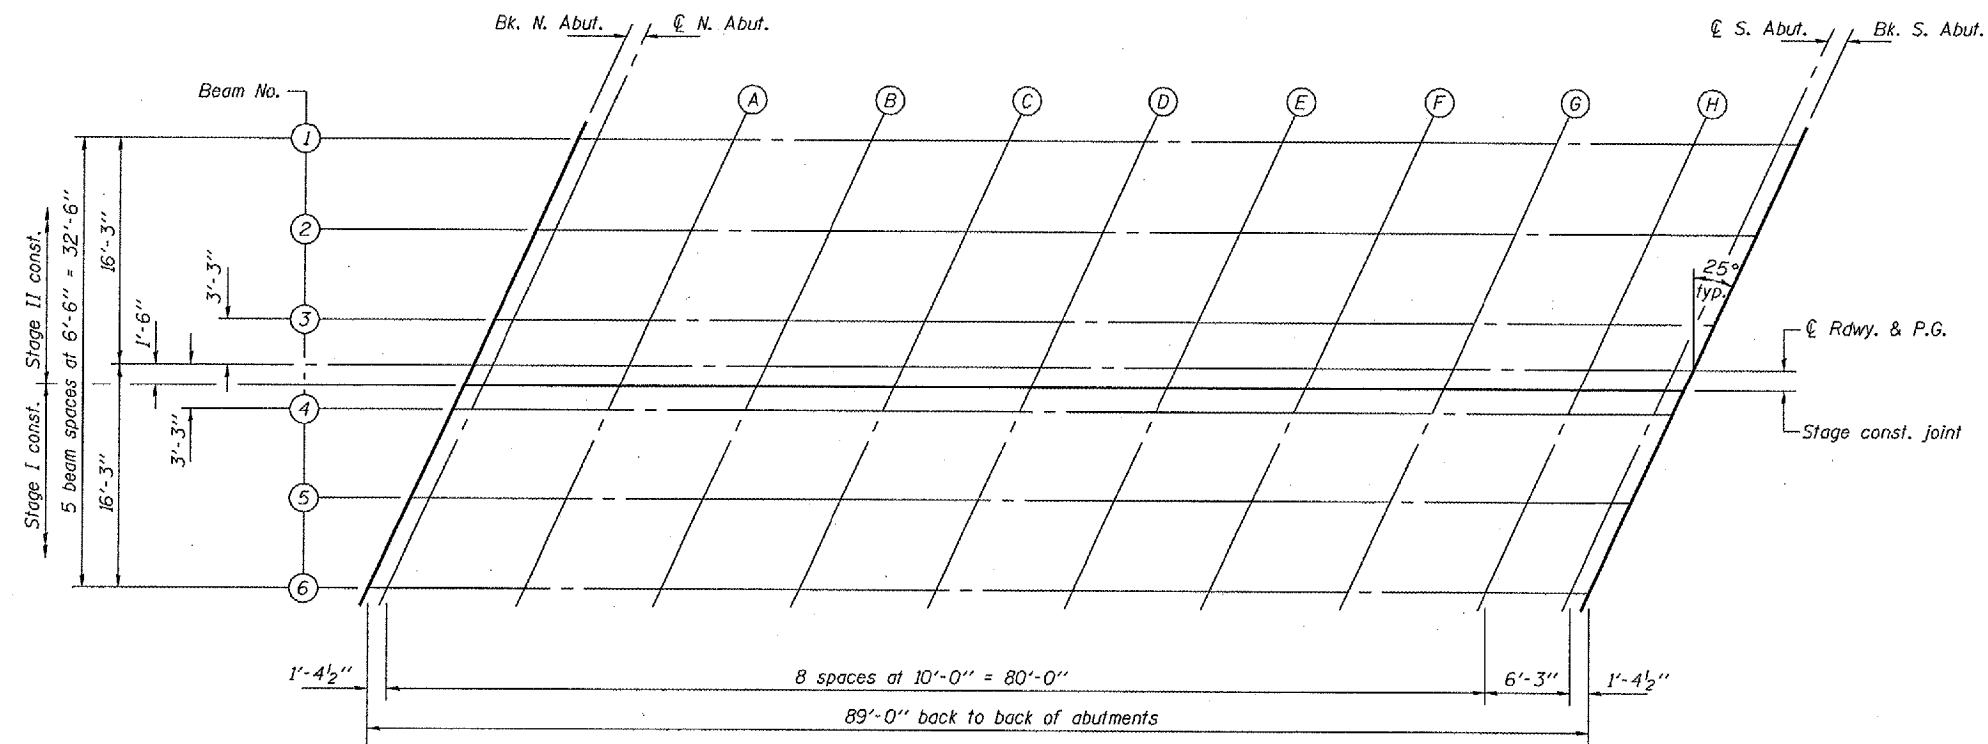 Bk. N. Abut.
℄ N. Abut.
℄ S. Abut.
Bk. S. Abut.
Beam No.
A
B
C
D
E
F
G
H
1
2
3
4
5
6
Stage I const.
Stage II const.
5 beam spaces at 6'-6" = 32'-6"
16'-3"
16'-3"
1'-6"
3'-3"
3'-3"
25°
typ.
℄ Rdwy. & P.G.
Stage const. joint
1'-4½"
8 spaces at 10'-0" = 80'-0"
6'-3"
1'-4½"
89'-0" back to back of abutments